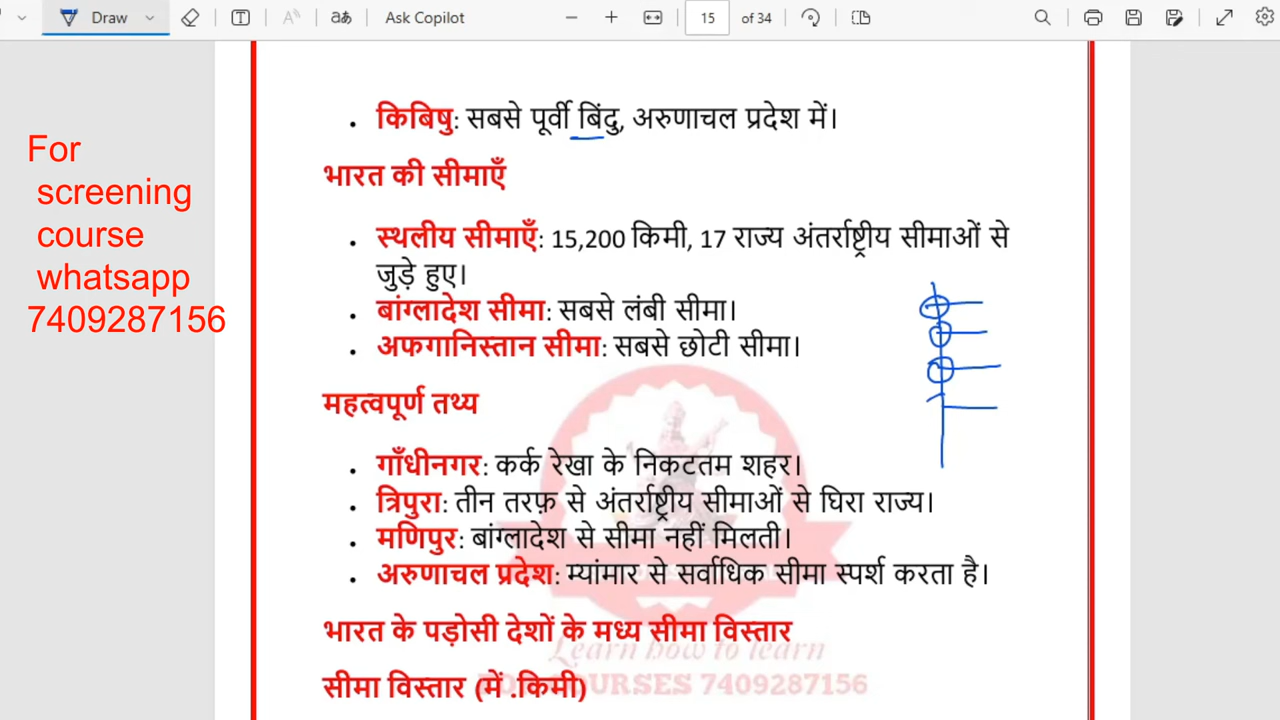 Draw
Ask Copilot
15 of 34
For
screening
course
whatsapp
7409287156
• किबिषु: सबसे पूर्वी बिंदु, अरुणाचल प्रदेश में।
भारत की सीमाएँ
• स्थलीय सीमाएँ: 15,200 किमी, 17 राज्य अंतर्राष्ट्रीय सीमाओं से
जुड़े हुए।
• बांग्लादेश सीमा: सबसे लंबी सीमा।
• अफगानिस्तान सीमा: सबसे छोटी सीमा।
महत्वपूर्ण तथ्य
• गाँधीनगर: कर्क रेखा के निकटतम शहर।
• त्रिपुरा: तीन तरफ़ से अंतर्राष्ट्रीय सीमाओं से घिरा राज्य।
• मणिपुर: बांग्लादेश से सीमा नहीं मिलती।
• अरुणाचल प्रदेश: म्यांमार से सर्वाधिक सीमा स्पर्श करता है।
भारत के पड़ोसी देशों के मध्य सीमा विस्तार
Learn how to learn
सीमा विस्तार (में .किमी)
FOR COURSES 7409287156